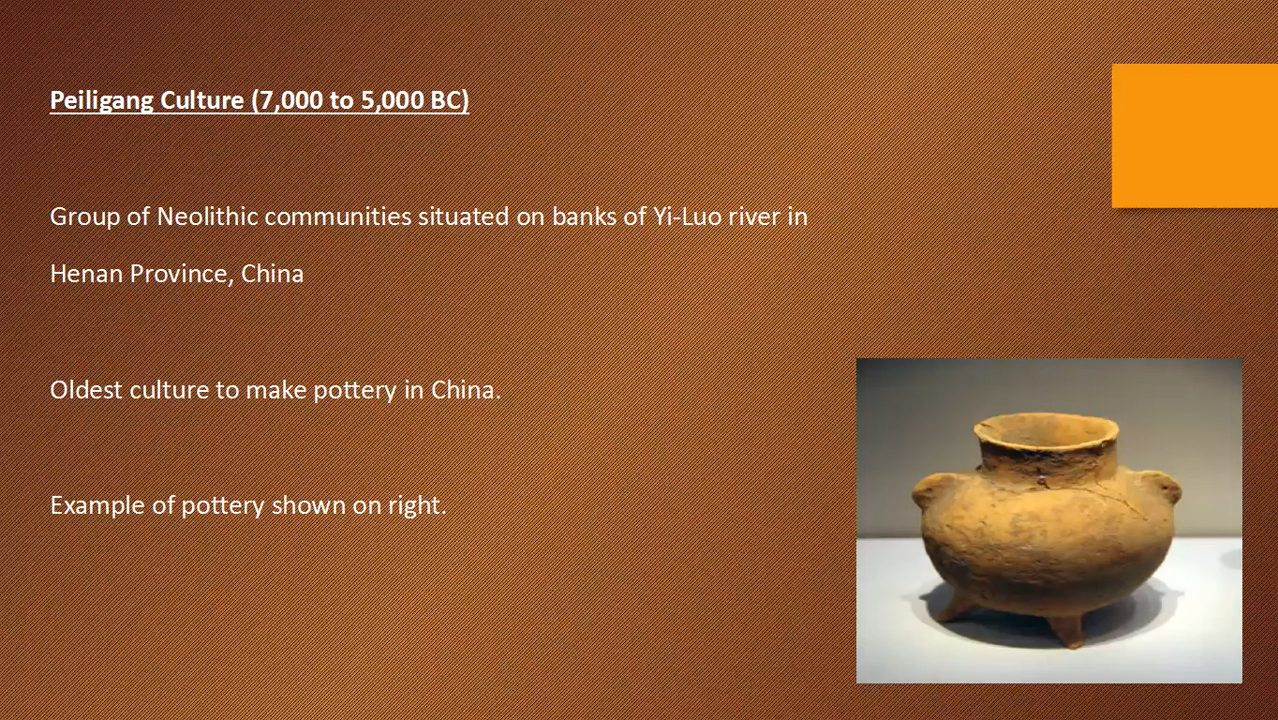 Peiligang Culture (7,000 to 5,000 BC)
Group of Neolithic communities situated on banks of Yi-Luo river in
Henan Province, China
Oldest culture to make pottery in China.
Example of pottery shown on right.